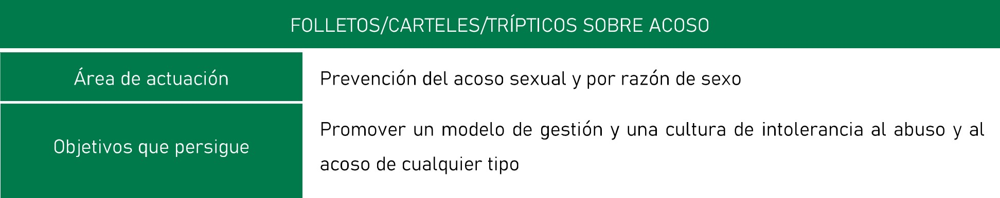 FOLLETOS/CARTELES/TRÍPTICOS SOBRE ACOSO
Área de actuación
Prevención del acoso sexual y por razón de sexo
Objetivos que persigue
Promover un modelo de gestión y una cultura de intolerancia al abuso y al
acoso de cualquier tipo